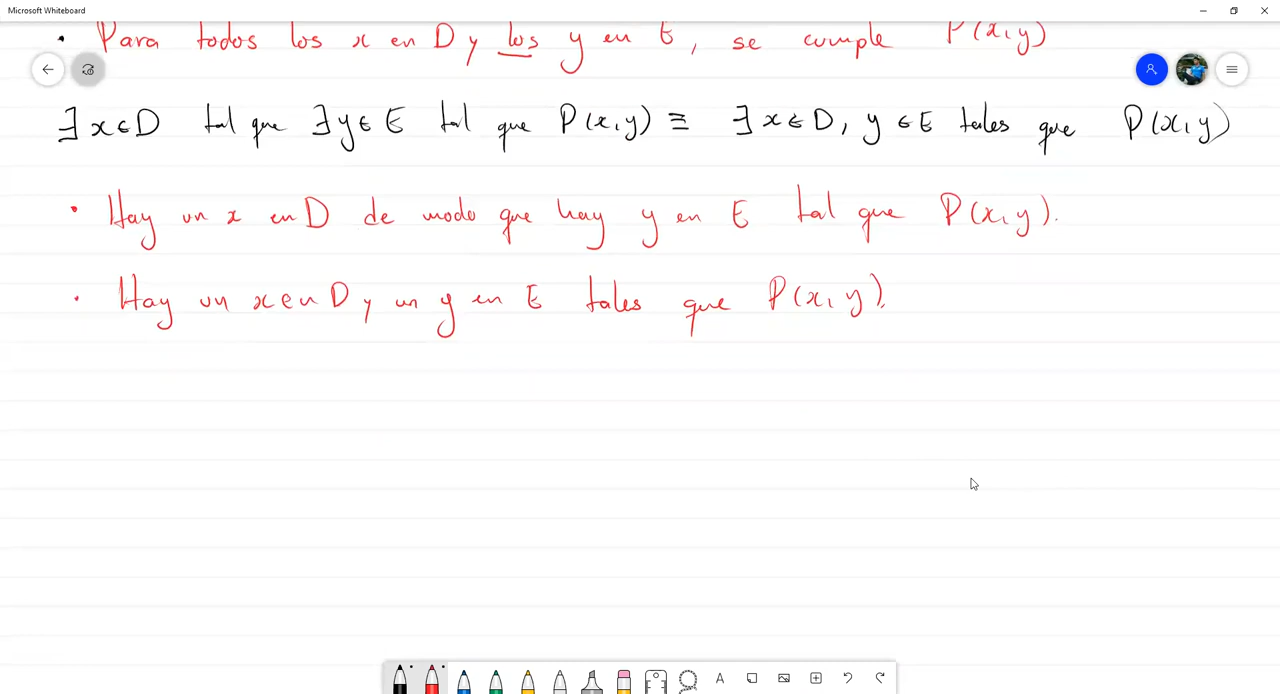 Microsoft Whiteboard
• Para todos los x en D y los y en E, se cumple P(x,y)
∃ x ∈ D tal que ∃ y ∈ E tal que P(x,y) ≡ ∃ x ∈ D, y ∈ E tales que P(x,y)
• Hay un x en D de modo que hay y en E tal que P(x,y).
• Hay un x en D y un y en E tales que P(x,y).